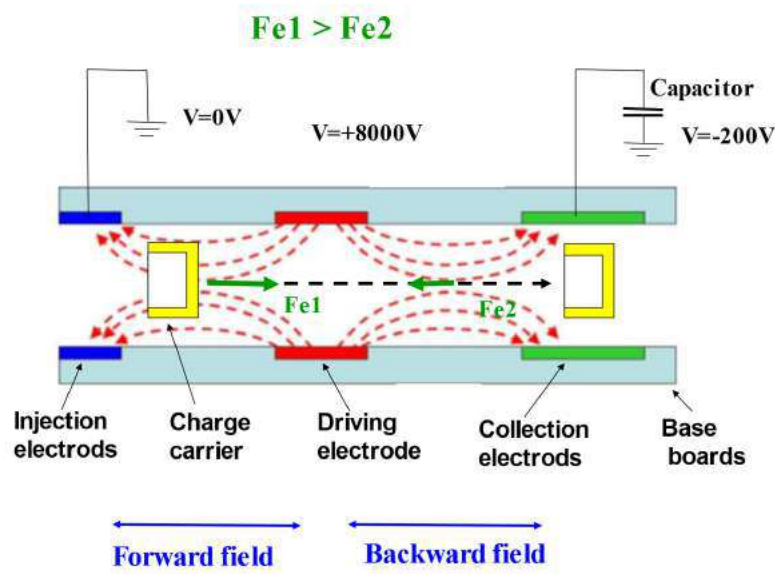 Fe1 > Fe2
Capacitor
V=0V
V=+8000V
V=-200V
Fe1
Fe2
Injection
electrods
Charge
carrier
Driving
electrode
Collection
electrods
Base
boards
Forward field
Backward field